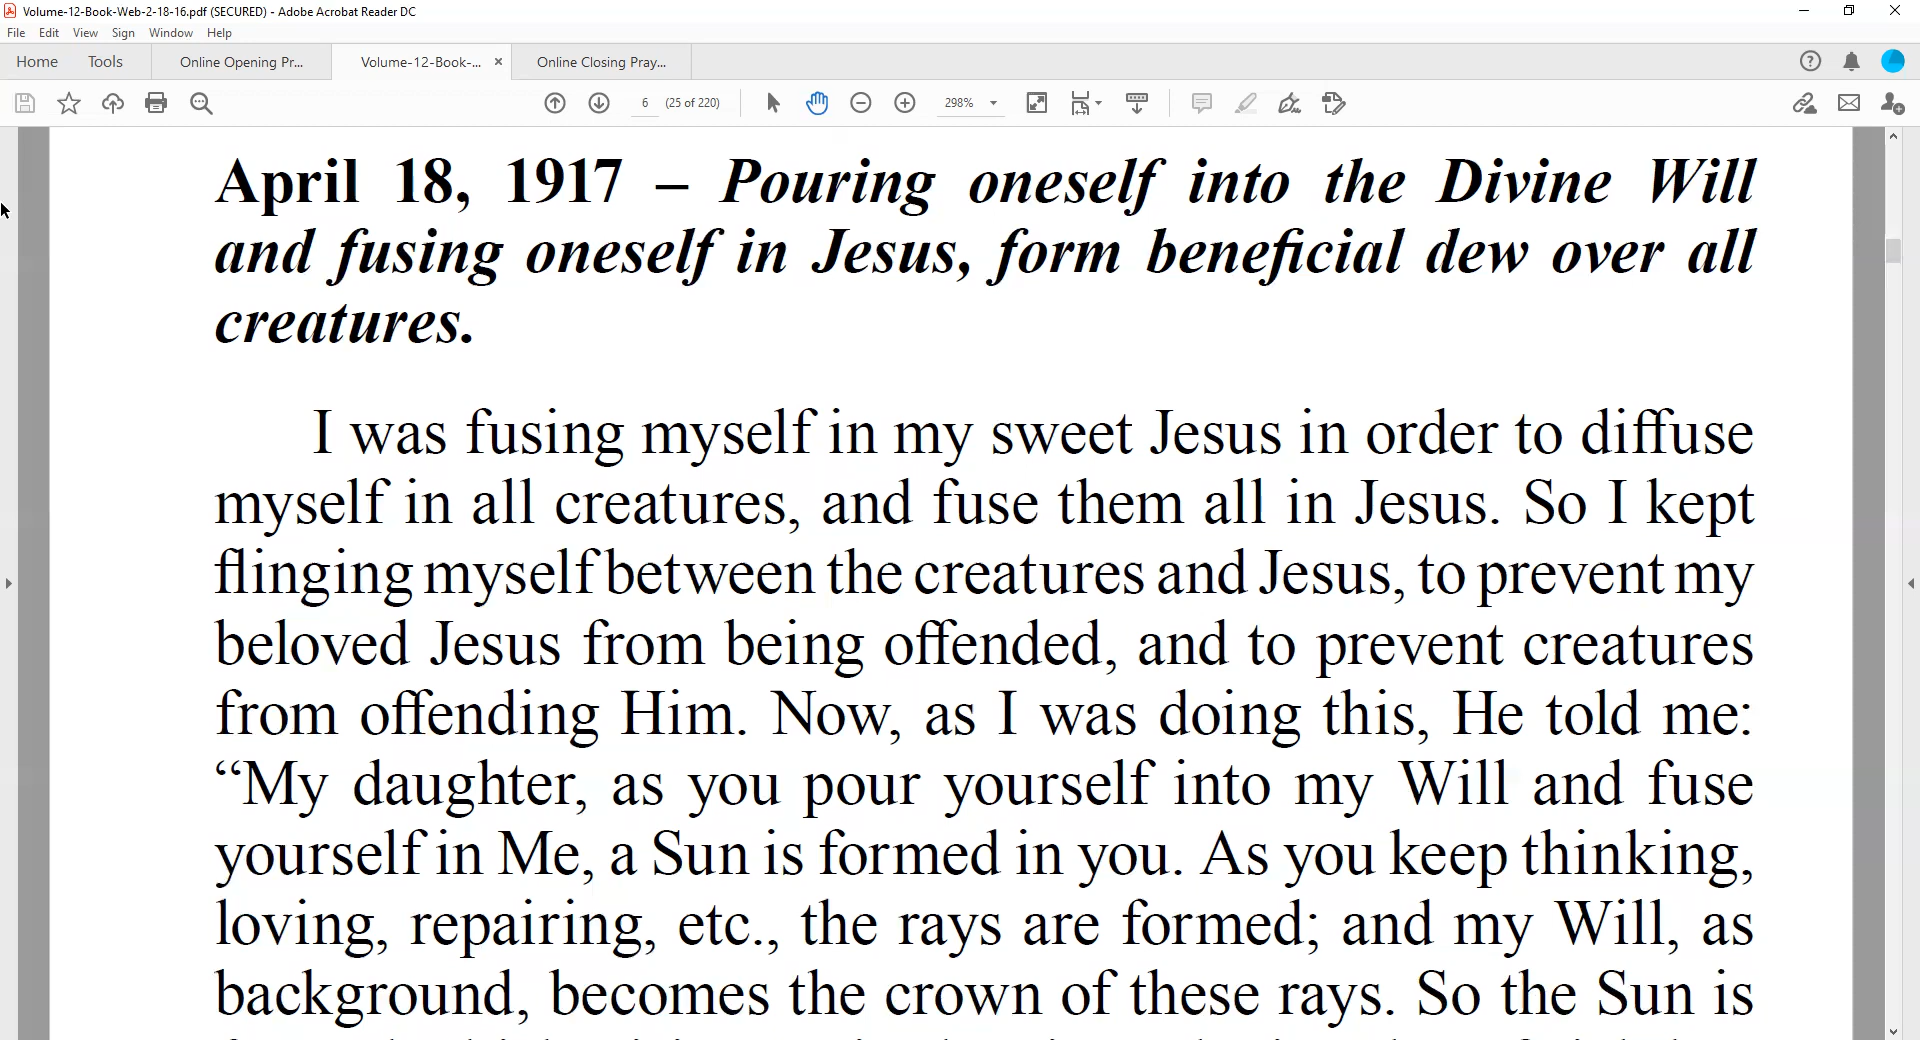 Volume-12-Book-Web-2-18-16.pdf (SECURED) - Adobe Acrobat Reader DC
File Edit View Sign Window Help
Home Tools Online Opening Pr... Volume-12-Book-... × Online Closing Pray...
6 (25 of 220) 298%
April 18, 1917 – Pouring oneself into the Divine Will
and fusing oneself in Jesus, form beneficial dew over all
creatures.
I was fusing myself in my sweet Jesus in order to diffuse
myself in all creatures, and fuse them all in Jesus. So I kept
flinging myself between the creatures and Jesus, to prevent my
beloved Jesus from being offended, and to prevent creatures
from offending Him. Now, as I was doing this, He told me:
“My daughter, as you pour yourself into my Will and fuse
yourself in Me, a Sun is formed in you. As you keep thinking,
loving, repairing, etc., the rays are formed; and my Will, as
background, becomes the crown of these rays. So the Sun is